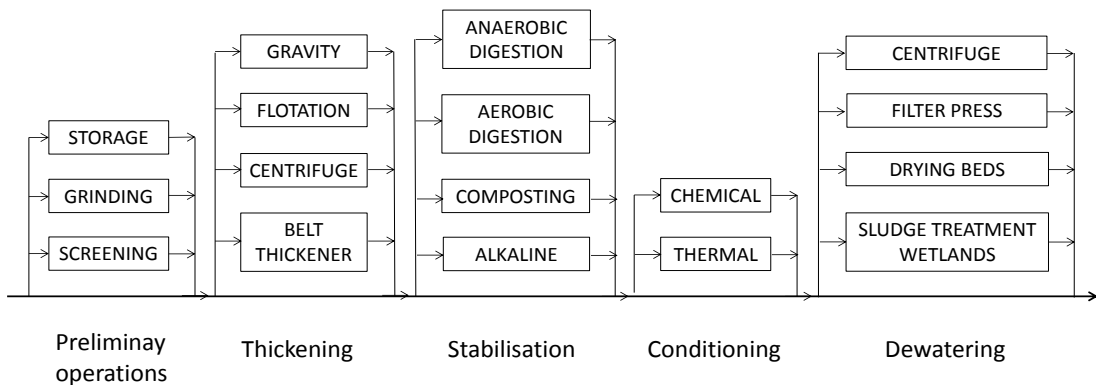 STORAGE
GRINDING
SCREENING
Preliminay
operations
GRAVITY
FLOTATION
CENTRIFUGE
BELT
THICKENER
Thickening
ANAEROBIC
DIGESTION
AEROBIC
DIGESTION
COMPOSTING
ALKALINE
Stabilisation
CHEMICAL
THERMAL
Conditioning
CENTRIFUGE
FILTER PRESS
DRYING BEDS
SLUDGE TREATMENT
WETLANDS
Dewatering